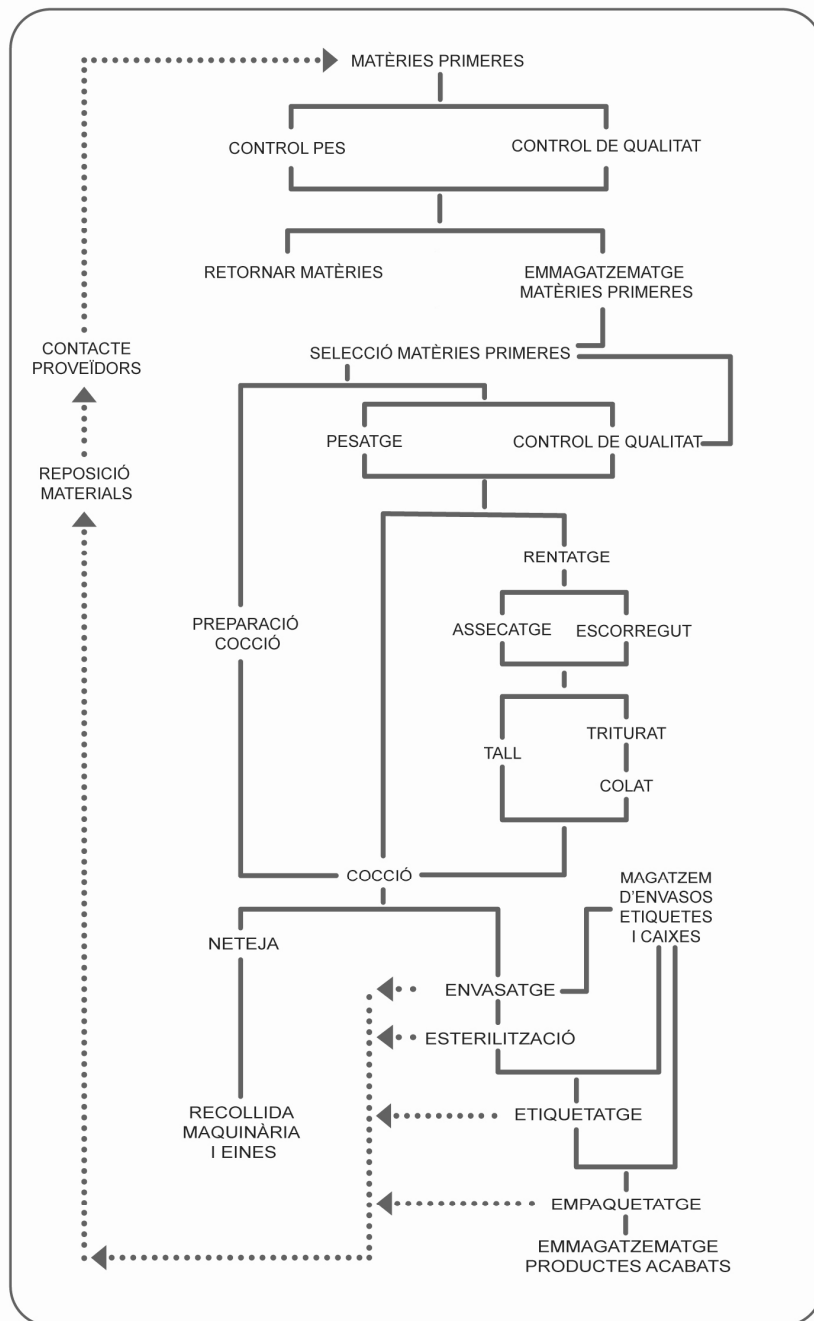 MATÈRIES PRIMERES
CONTROL PES
CONTROL DE QUALITAT
RETORNAR MATÈRIES
EMMAGATZEMATGE
MATÈRIES PRIMERES
CONTACTE
PROVEÏDORS
SELECCIÓ MATÈRIES PRIMERES
PESATGE
CONTROL DE QUALITAT
REPOSICIÓ
MATERIALS
RENTATGE
PREPARACIÓ
COCCIÓ
ASSECATGE
ESCORREGUT
TALL
TRITURAT
COLAT
COCCIÓ
MAGATZEM
D'ENVASOS
ETIQUETES
I CAIXES
NETEJA
ENVASATGE
ESTERILITZACIÓ
RECOLLIDA
MAQUINÀRIA
I EINES
ETIQUETATGE
EMPAQUETATGE
EMMAGATZEMATGE
PRODUCTES ACABATS